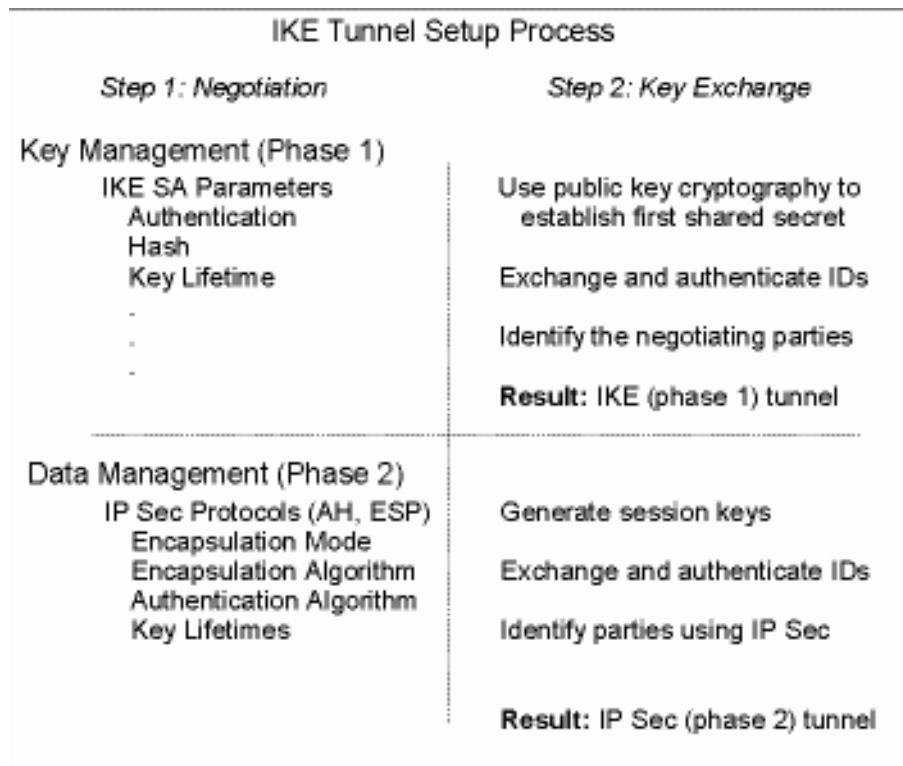 IKE Tunnel Setup Process
Step 1: Negotiation
Step 2: Key Exchange
Key Management (Phase 1)
IKE SA Parameters
Authentication
Hash
Key Lifetime
.
.
.
Use public key cryptography to
establish first shared secret
Exchange and authenticate IDs
Identify the negotiating parties
Result: IKE (phase 1) tunnel
Data Management (Phase 2)
IP Sec Protocols (AH, ESP)
Encapsulation Mode
Encapsulation Algorithm
Authentication Algorithm
Key Lifetimes
Generate session keys
Exchange and authenticate IDs
Identify parties using IP Sec
Result: IP Sec (phase 2) tunnel